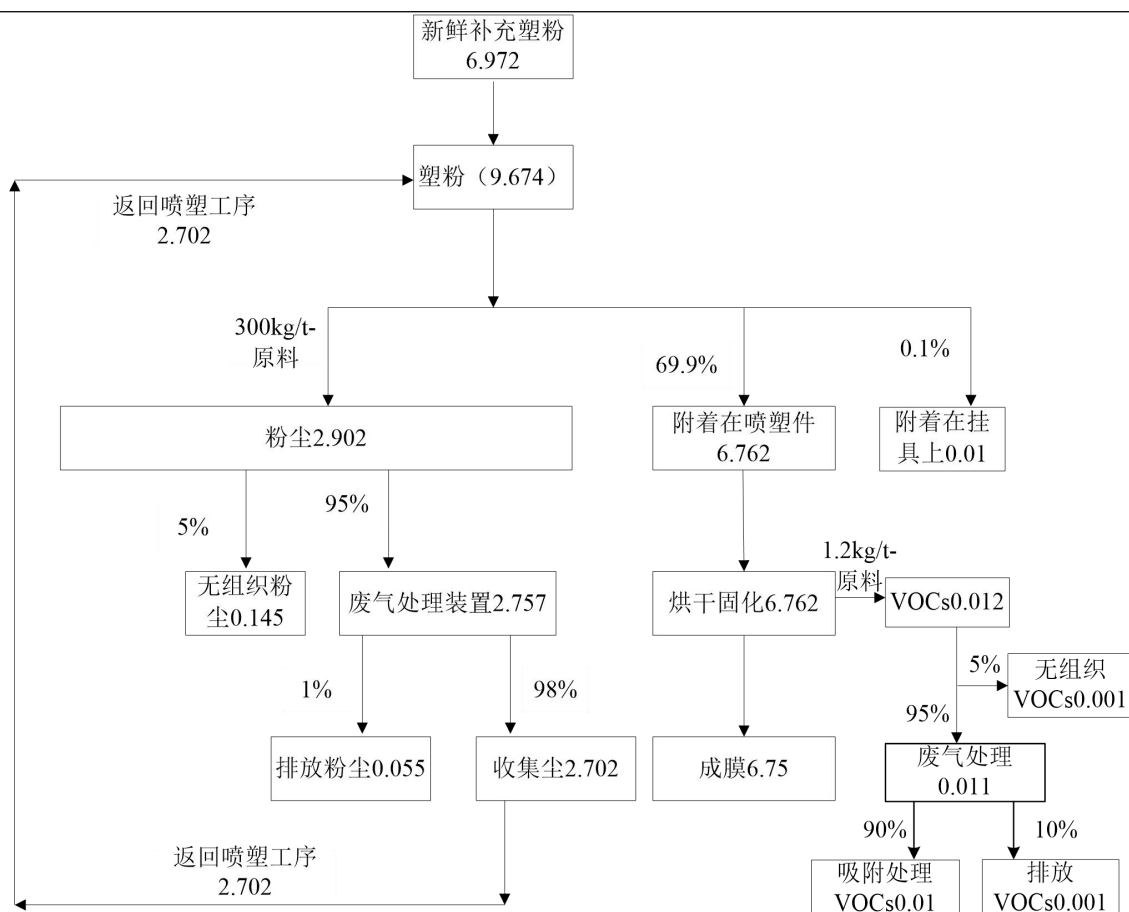 新鲜补充塑粉
6.972
塑粉（9.674）
返回喷塑工序
2.702
300kg/t-
原料
69.9%
0.1%
粉尘2.902
附着在喷塑件
6.762
附着在挂
具上0.01
5%
95%
1.2kg/t-
原料
无组织粉
尘0.145
废气处理装置2.757
烘干固化6.762
VOCs0.012
5%
无组织
VOCs0.001
1%
98%
95%
排放粉尘0.055
收集尘2.702
成膜6.75
废气处理
0.011
90%
10%
返回喷塑工序
2.702
吸附处理
VOCs0.01
排放
VOCs0.001